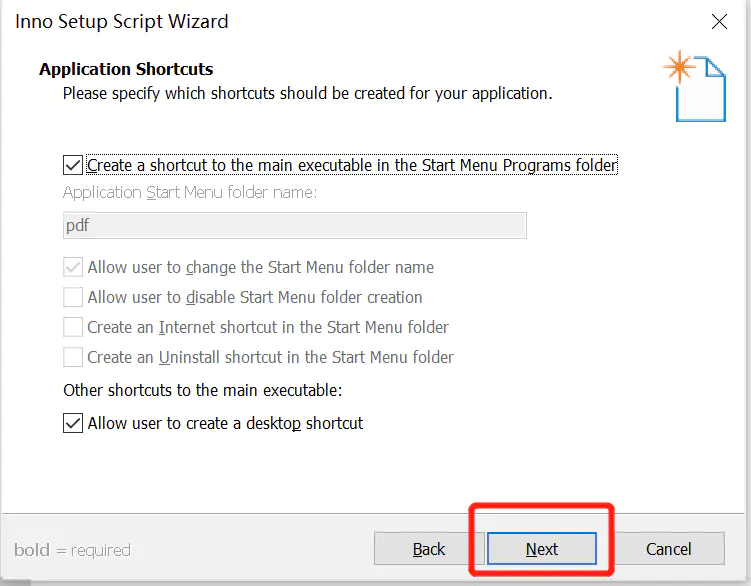 Inno Setup Script Wizard
Application Shortcuts
Please specify which shortcuts should be created for your application.
Create a shortcut to the main executable in the Start Menu Programs folder
Application Start Menu folder name:
pdf
Allow user to change the Start Menu folder name
Allow user to disable Start Menu folder creation
Create an Internet shortcut in the Start Menu folder
Create an Uninstall shortcut in the Start Menu folder
Other shortcuts to the main executable:
Allow user to create a desktop shortcut
bold = required
Back
Next
Cancel